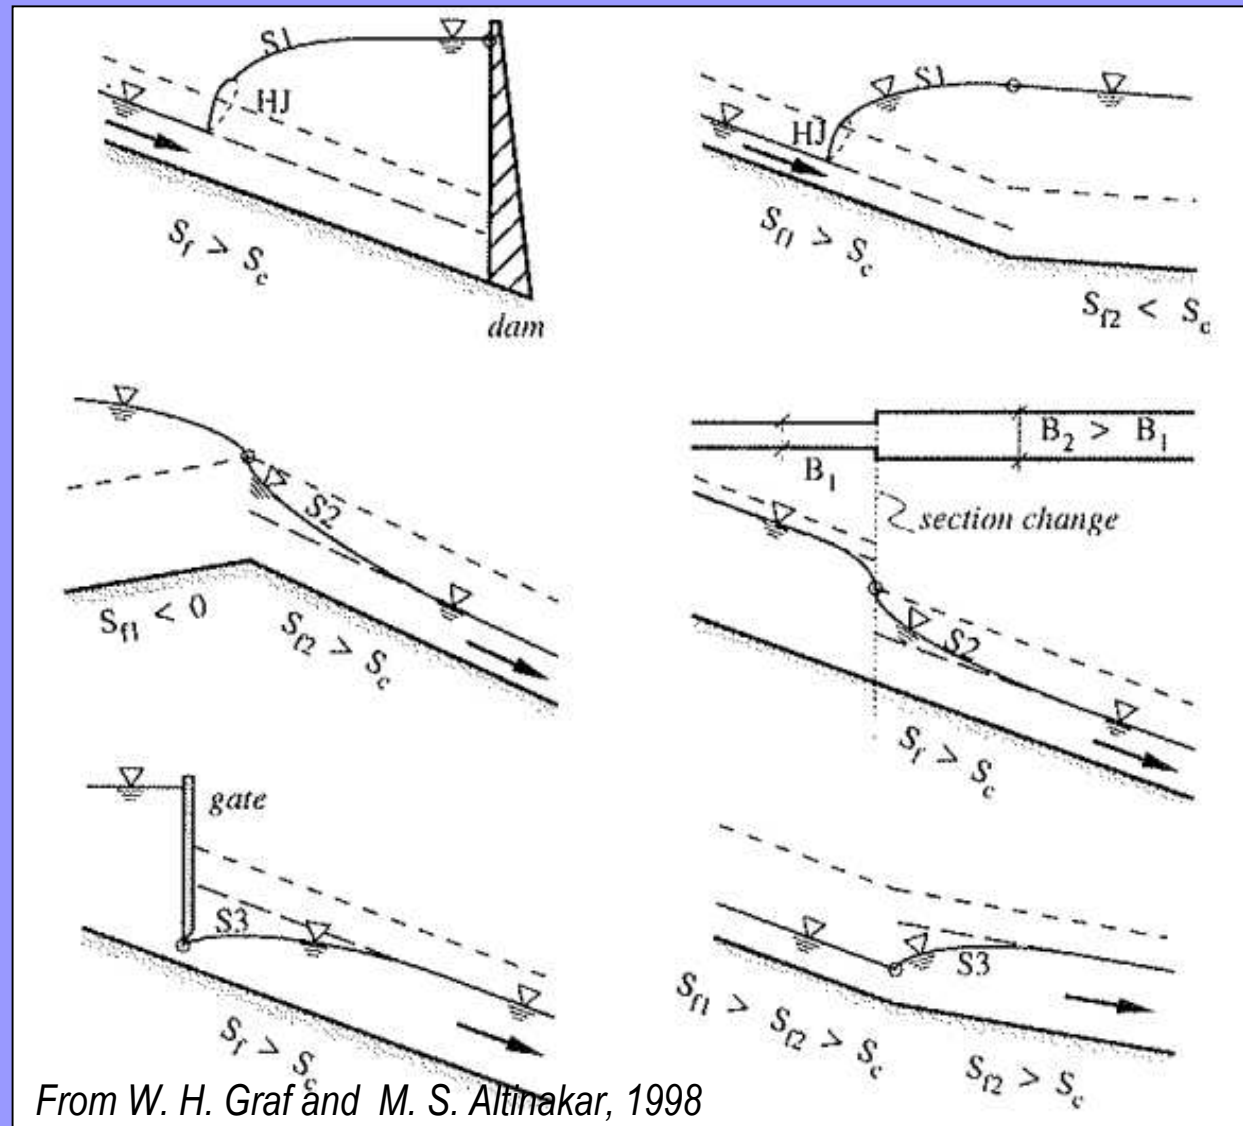 S1
HJ
S_f > S_c
dam
S1
HJ
S_f1 > S_c
S_f2 < S_c
S2
S_f1 < 0
S_f2 > S_c
B_2 > B_1
B_1
section change
S2
S_f > S_c
gate
S3
S_f > S_c
S3
S_f1 > S_f2 > S_c
S_f2 > S_c
From W. H. Graf and M. S. Altinakar, 1998